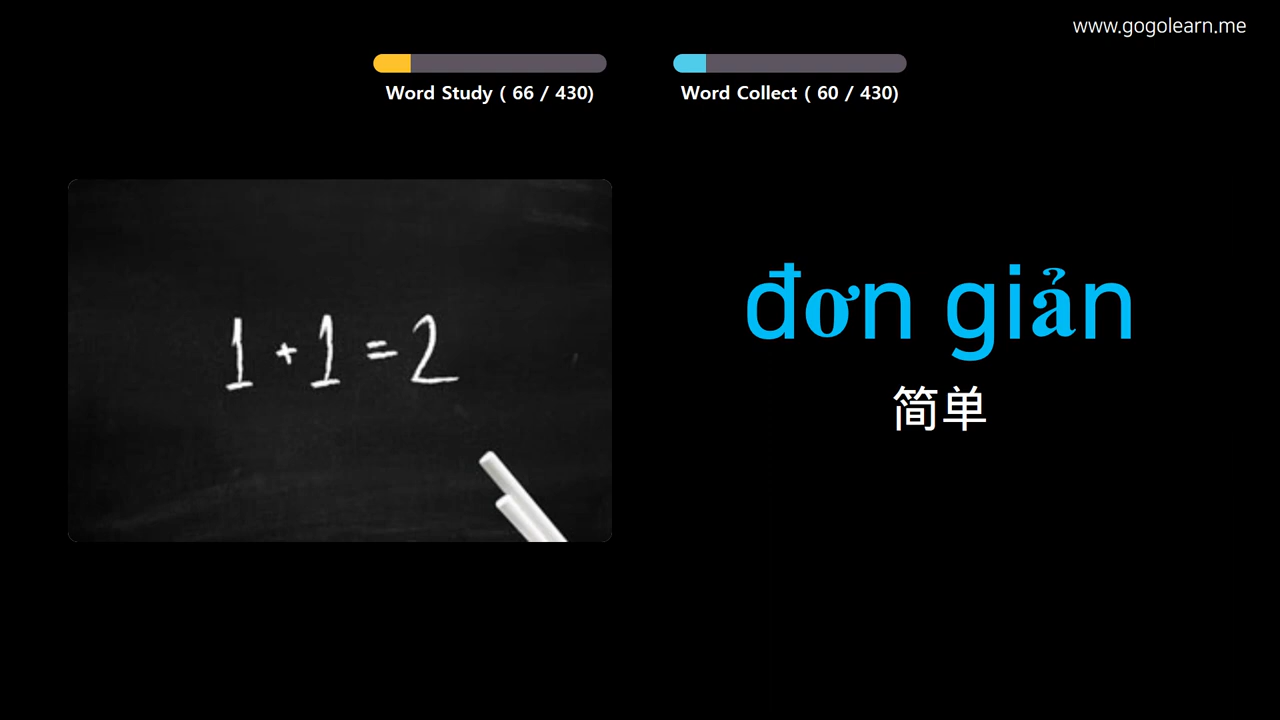 www.gogolearn.me
Word Study ( 66 / 430)
Word Collect ( 60 / 430)
1 + 1 = 2
đơn giản
简单